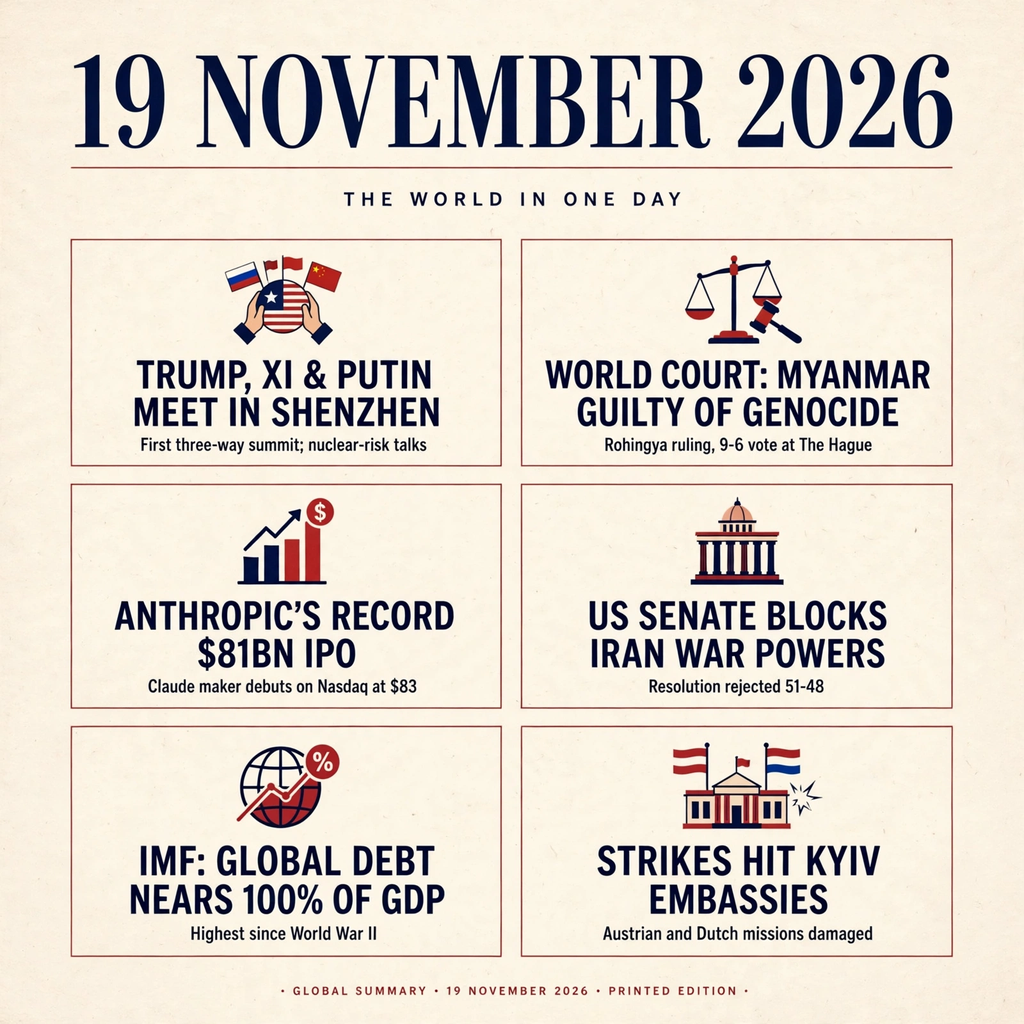 19 NOVEMBER 2026
THE WORLD IN ONE DAY
TRUMP, XI & PUTIN
MEET IN SHENZHEN
First three-way summit; nuclear-risk talks
WORLD COURT: MYANMAR
GUILTY OF GENOCIDE
Rohingya ruling, 9-6 vote at The Hague
$
ANTHROPIC’S RECORD
$81BN IPO
Claude maker debuts on Nasdaq at $83
US SENATE BLOCKS
IRAN WAR POWERS
Resolution rejected 51-48
%
IMF: GLOBAL DEBT
NEARS 100% OF GDP
Highest since World War II
STRIKES HIT KYIV
EMBASSIES
Austrian and Dutch missions damaged
• GLOBAL SUMMARY • 19 NOVEMBER 2026 • PRINTED EDITION •